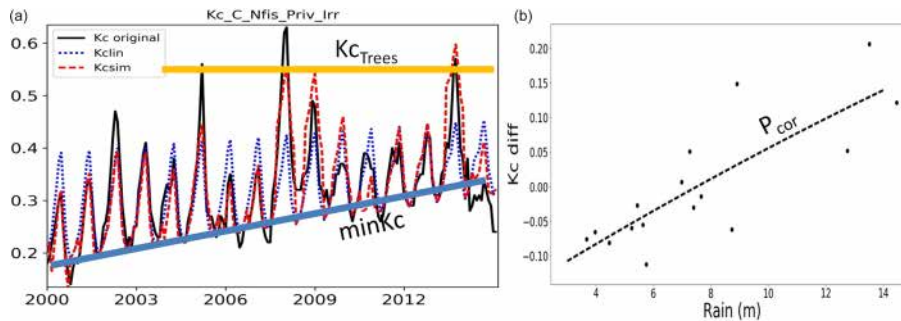 (a)
Kc_C_Nfis_Priv_Irr
Kc original
Kclin
Kcsim
KcTrees
minKc
0.6
0.5
0.4
0.3
0.2
2000 2003 2006 2009 2012
(b)
Kc diff
0.20
0.15
0.10
0.05
0.00
−0.05
−0.10
Pcor
4 6 8 10 12 14
Rain (m)